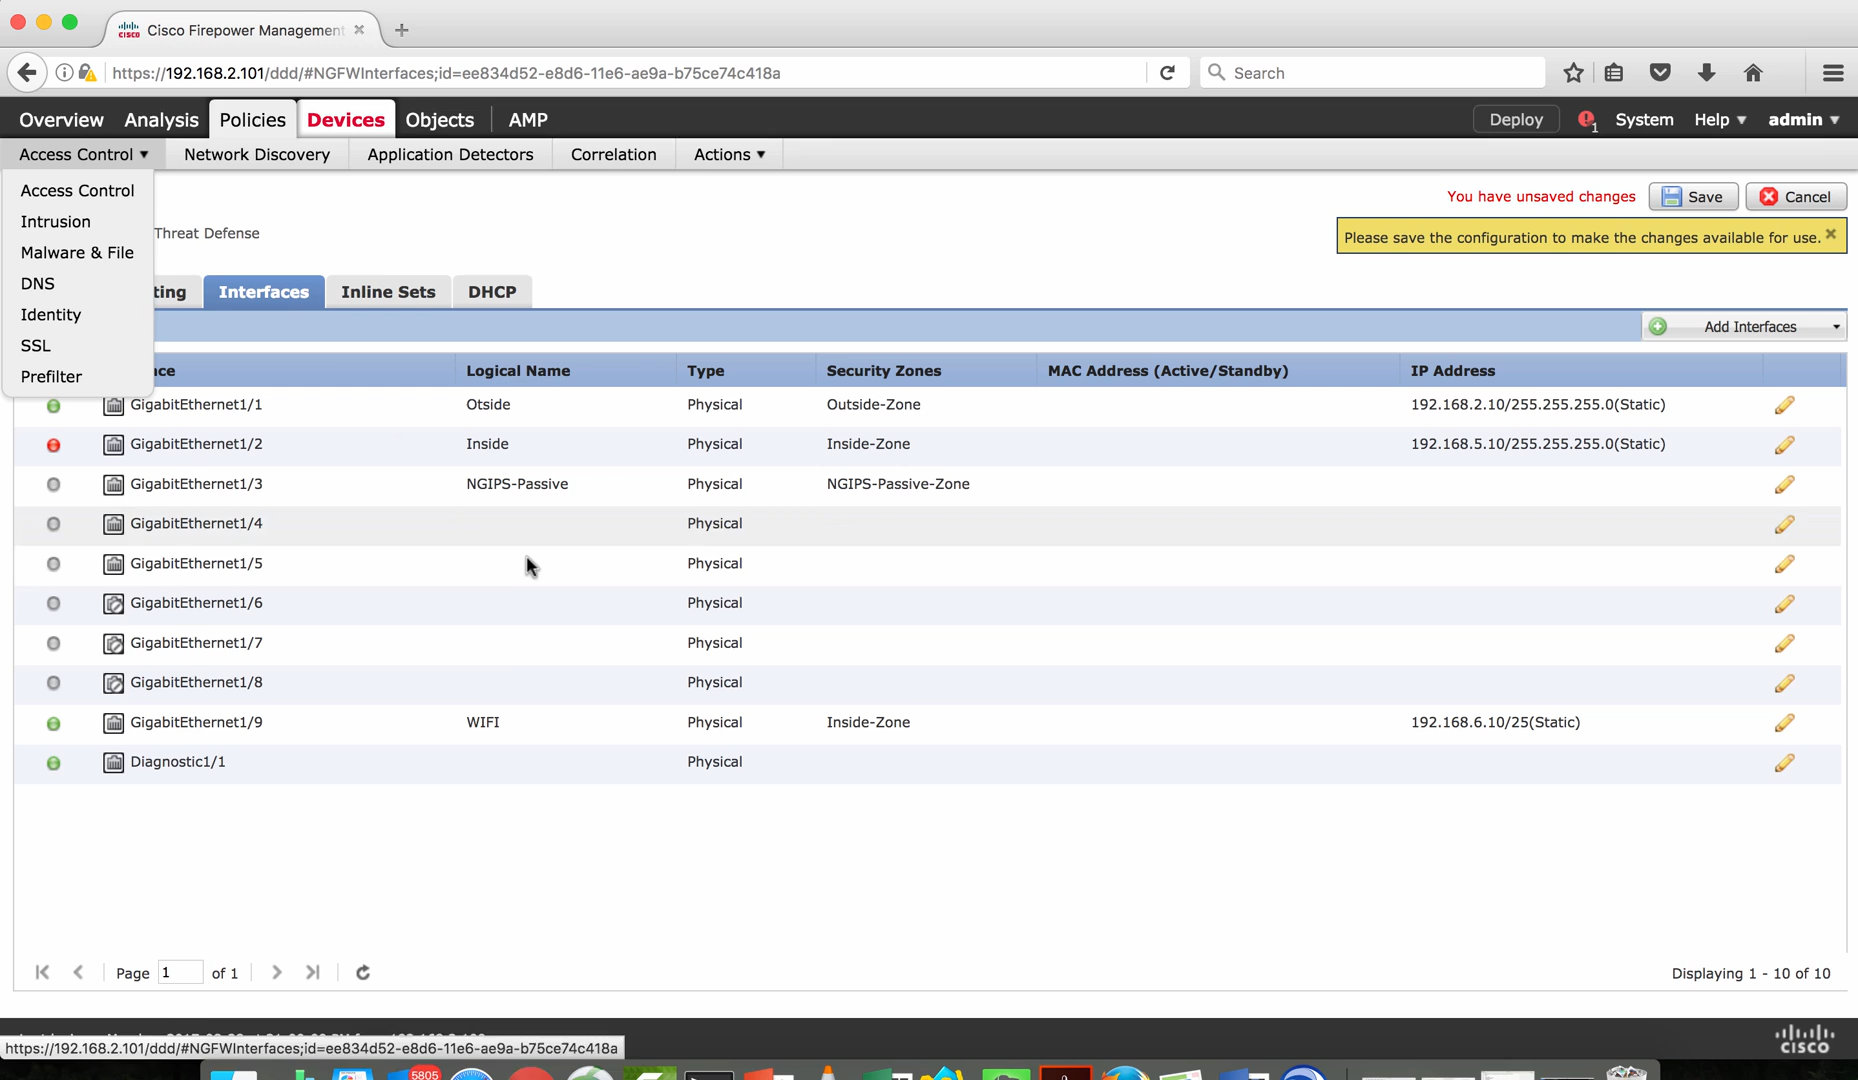 Cisco Firepower Management
https://192.168.2.101/ddd/#NGFWInterfaces;id=ee834d52-e8d6-11e6-ae9a-b75ce74c418a
Search
Overview Analysis Policies Devices Objects AMP Deploy 1 System Help admin
Access Control Network Discovery Application Detectors Correlation Actions
Access Control
Intrusion
Malware & File
DNS
Identity
SSL
Prefilter
You have unsaved changes Save Cancel
Threat Defense
Please save the configuration to make the changes available for use.
ting Interfaces Inline Sets DHCP
Add Interfaces
ce Logical Name Type Security Zones MAC Address (Active/Standby) IP Address
GigabitEthernet1/1 Otside Physical Outside-Zone 192.168.2.10/255.255.255.0(Static)
GigabitEthernet1/2 Inside Physical Inside-Zone 192.168.5.10/255.255.255.0(Static)
GigabitEthernet1/3 NGIPS-Passive Physical NGIPS-Passive-Zone
GigabitEthernet1/4 Physical
GigabitEthernet1/5 Physical
GigabitEthernet1/6 Physical
GigabitEthernet1/7 Physical
GigabitEthernet1/8 Physical
GigabitEthernet1/9 WIFI Physical Inside-Zone 192.168.6.10/25(Static)
Diagnostic1/1 Physical
Page 1 of 1 Displaying 1 - 10 of 10
https://192.168.2.101/ddd/#NGFWInterfaces;id=ee834d52-e8d6-11e6-ae9a-b75ce74c418a
CISCO
5805